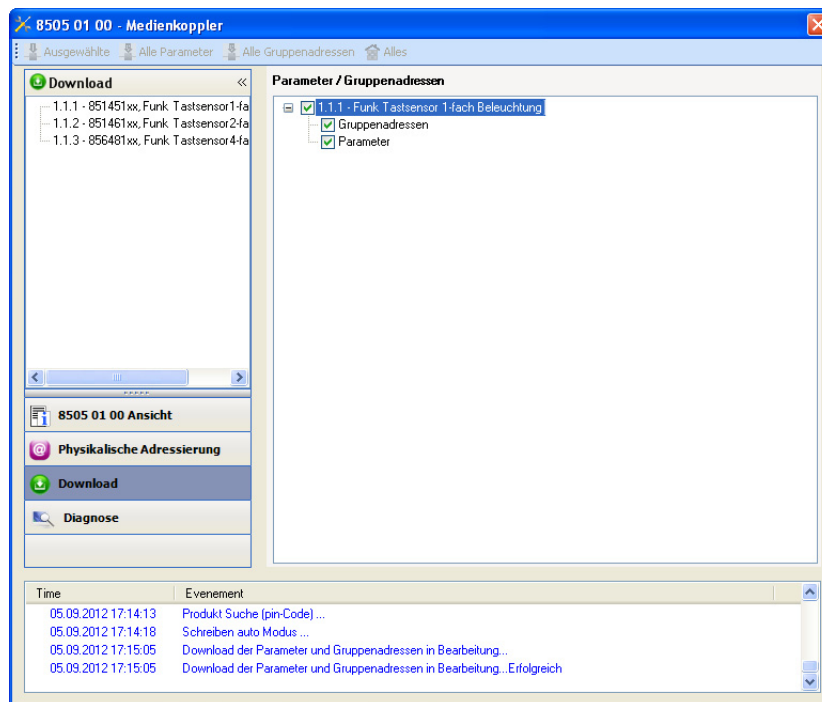 8505 01 00 - Medienkoppler
Ausgewählte Alle Parameter Alle Gruppenadressen Alles
Download «
1.1.1 - 851451xx, Funk Tastsensor1-fa
1.1.2 - 851461xx, Funk Tastsensor2-fa
1.1.3 - 856481xx, Funk Tastsensor4-fa
8505 01 00 Ansicht
Physikalische Adressierung
Download
Diagnose
Parameter / Gruppenadressen
1.1.1 - Funk Tastsensor 1-fach Beleuchtung
Gruppenadressen
Parameter
Time Evenement
05.09.2012 17:14:13 Produkt Suche (pin-Code) ...
05.09.2012 17:14:18 Schreiben auto Modus ...
05.09.2012 17:15:05 Download der Parameter und Gruppenadressen in Bearbeitung...
05.09.2012 17:15:05 Download der Parameter und Gruppenadressen in Bearbeitung...Erfolgreich